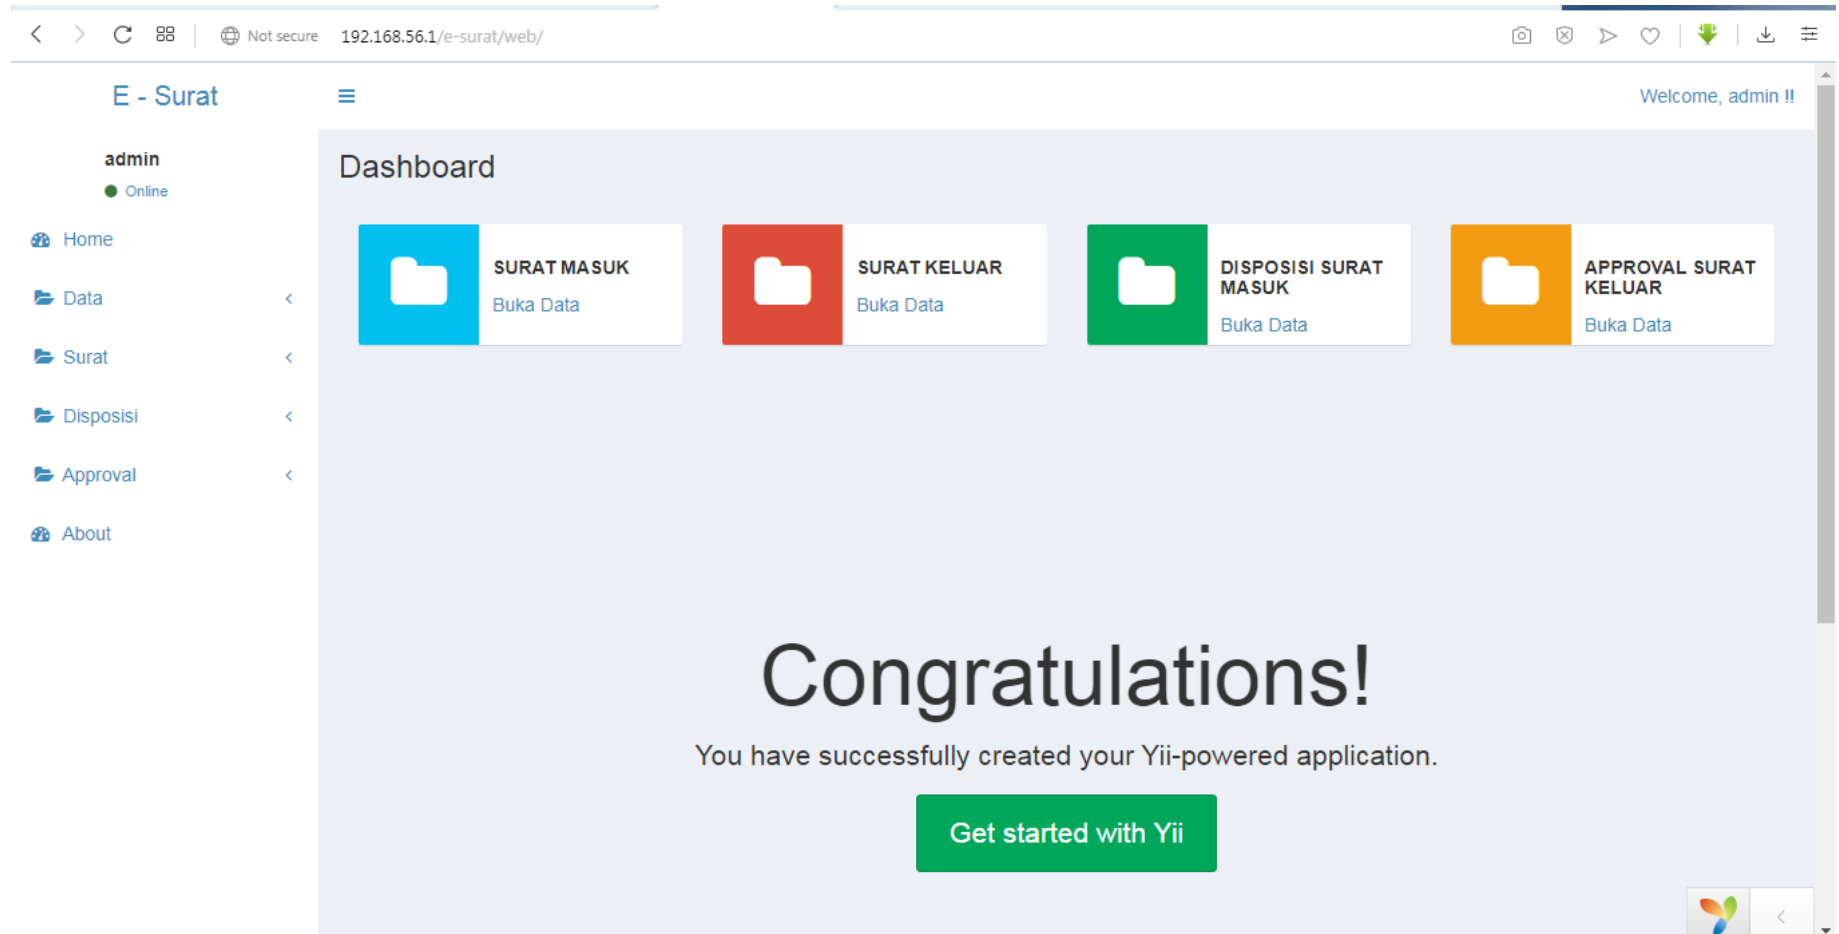 Not secure 192.168.56.1/e-surat/web/
E - Surat
Welcome, admin !!
admin
Online
Home
Data
Surat
Disposisi
Approval
About
Dashboard
SURAT MASUK
Buka Data
SURAT KELUAR
Buka Data
DISPOSISI SURAT
MASUK
Buka Data
APPROVAL SURAT
KELUAR
Buka Data
Congratulations!
You have successfully created your Yii-powered application.
Get started with Yii